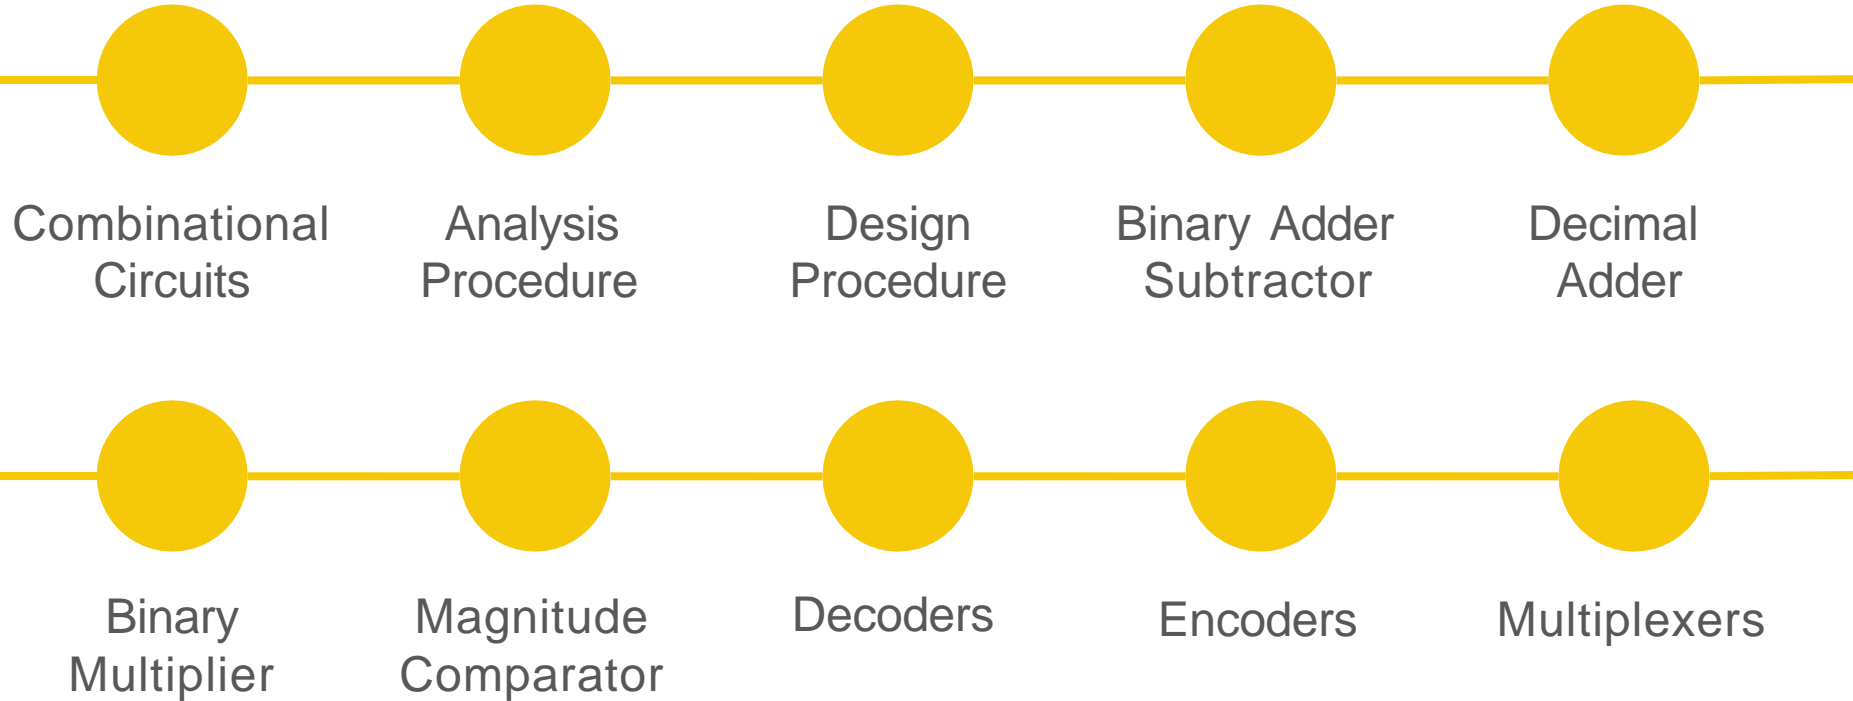 Combinational
Circuits
Analysis
Procedure
Design
Procedure
Binary Adder
Subtractor
Decimal
Adder
Binary
Multiplier
Magnitude
Comparator
Decoders
Encoders
Multiplexers